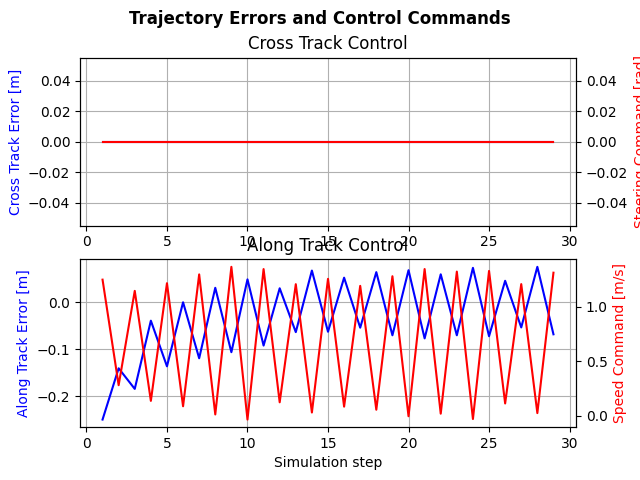 Trajectory Errors and Control Commands
Cross Track Control
Cross Track Error [m]
0.04
0.02
0.00
−0.02
−0.04
0.04
0.02
0.00
−0.02
−0.04
Steering Command [rad]
0 5 10 15 20 25 30
Along Track Control
Along Track Error [m]
0.0
−0.1
−0.2
1.0
0.5
0.0
Speed Command [m/s]
0 5 10 15 20 25 30
Simulation step